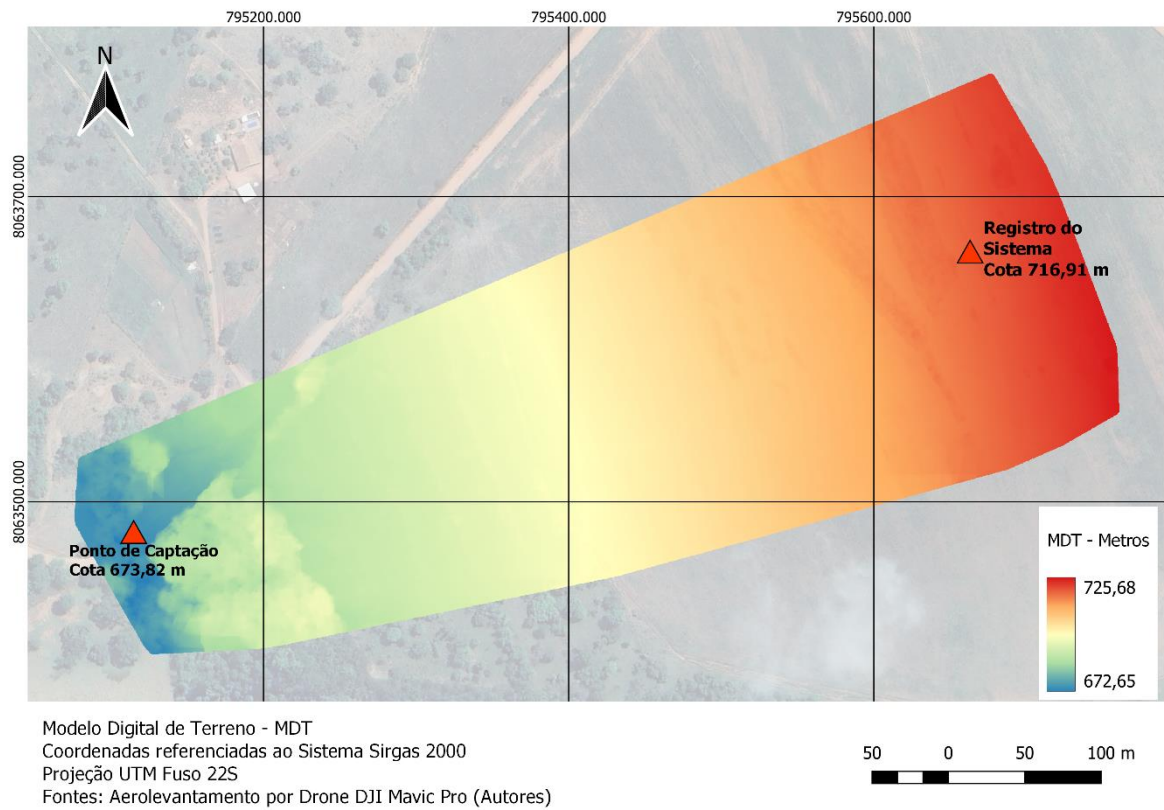 795200.000
795400.000
795600.000
N
8063700.000
Registro do
Sistema
Cota 716,91 m
8063500.000
Ponto de Captação
Cota 673,82 m
MDT - Metros
725,68
672,65
Modelo Digital de Terreno - MDT
Coordenadas referenciadas ao Sistema Sirgas 2000
Projeção UTM Fuso 22S
Fontes: Aerolevantamento por Drone DJI Mavic Pro (Autores)
50 0 50 100 m